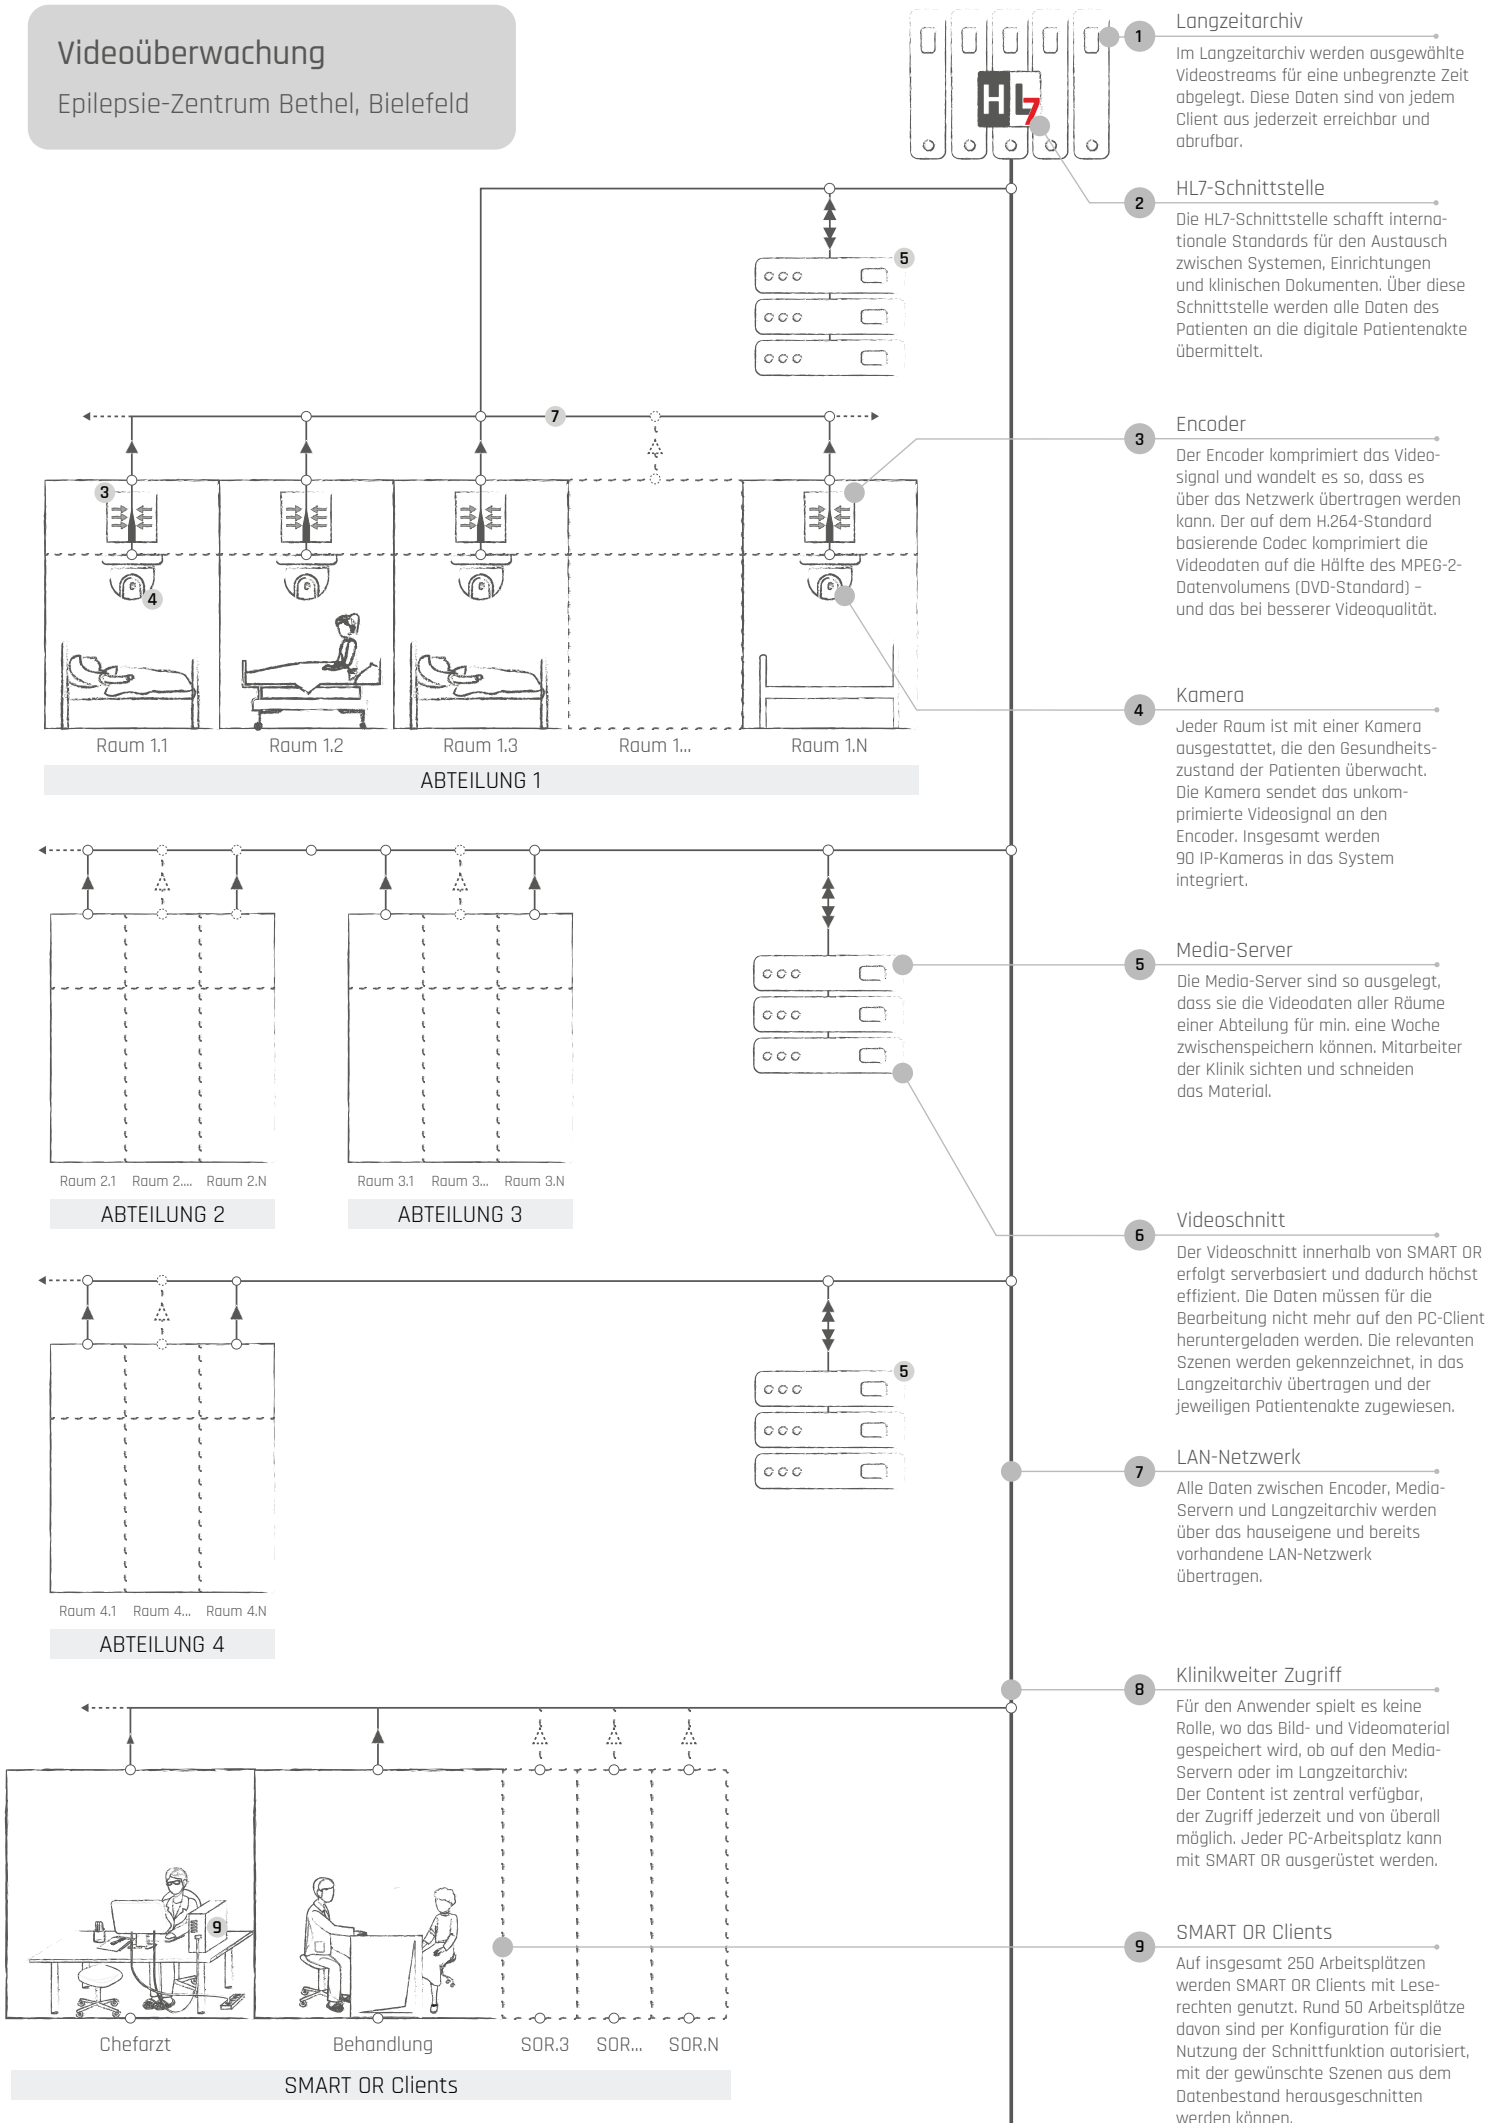 Videoüberwachung
Epilepsie-Zentrum Bethel, Bielefeld
HL7
1
Langzeitarchiv
Im Langzeitarchiv werden ausgewählte
Videostreams für eine unbegrenzte Zeit
abgelegt. Diese Daten sind von jedem
Client aus jederzeit erreichbar und
abrufbar.
2
HL7-Schnittstelle
Die HL7-Schnittstelle schafft interna-
tionale Standards für den Austausch
zwischen Systemen, Einrichtungen
und klinischen Dokumenten. Über diese
Schnittstelle werden alle Daten des
Patienten an die digitale Patientenakte
übermittelt.
5
7
3
4
Raum 1.1
Raum 1.2
Raum 1.3
Raum 1...
Raum 1.N
ABTEILUNG 1
3
Encoder
Der Encoder komprimiert das Video-
signal und wandelt es so, dass es
über das Netzwerk übertragen werden
kann. Der auf dem H.264-Standard
basierende Codec komprimiert die
Videodaten auf die Hälfte des MPEG-2-
Datenvolumens (DVD-Standard) –
und das bei besserer Videoqualität.
4
Kamera
Jeder Raum ist mit einer Kamera
ausgestattet, die den Gesundheits-
zustand der Patienten überwacht.
Die Kamera sendet das unkom-
primierte Videosignal an den
Encoder. Insgesamt werden
90 IP-Kameras in das System
integriert.
Raum 2.1
Raum 2....
Raum 2.N
ABTEILUNG 2
Raum 3.1
Raum 3...
Raum 3.N
ABTEILUNG 3
5
Media-Server
Die Media-Server sind so ausgelegt,
dass sie die Videodaten aller Räume
einer Abteilung für min. eine Woche
zwischenspeichern können. Mitarbeiter
der Klinik sichten und schneiden
das Material.
6
Videoschnitt
Der Videoschnitt innerhalb von SMART OR
erfolgt serverbasiert und dadurch höchst
effizient. Die Daten müssen für die
Bearbeitung nicht mehr auf den PC-Client
heruntergeladen werden. Die relevanten
Szenen werden gekennzeichnet, in das
Langzeitarchiv übertragen und der
jeweiligen Patientenakte zugewiesen.
5
Raum 4.1
Raum 4...
Raum 4.N
ABTEILUNG 4
7
LAN-Netzwerk
Alle Daten zwischen Encoder, Media-
Servern und Langzeitarchiv werden
über das hauseigene und bereits
vorhandene LAN-Netzwerk
übertragen.
8
Klinikweiter Zugriff
Für den Anwender spielt es keine
Rolle, wo das Bild- und Videomaterial
gespeichert wird, ob auf den Media-
Servern oder im Langzeitarchiv:
Der Content ist zentral verfügbar,
der Zugriff jederzeit und von überall
möglich. Jeder PC-Arbeitsplatz kann
mit SMART OR ausgerüstet werden.
9
Chefarzt
Behandlung
SOR.3
SOR...
SOR.N
SMART OR Clients
9
SMART OR Clients
Auf insgesamt 250 Arbeitsplätzen
werden SMART OR Clients mit Lese-
rechten genutzt. Rund 50 Arbeitsplätze
davon sind per Konfiguration für die
Nutzung der Schnittfunktion autorisiert,
mit der gewünschte Szenen aus dem
Datenbestand herausgeschnitten
werden können.